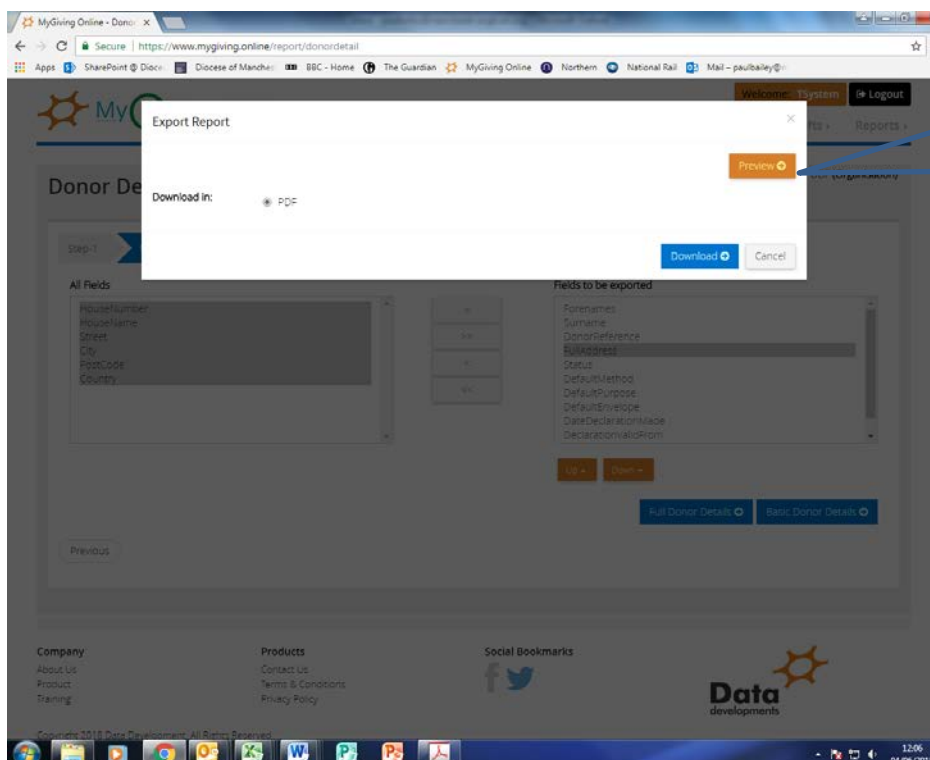 MyGiving Online - Donor
Secure | https://www.mygiving.online/report/donordetail
Apps SharePoint @ Dioce Diocese of Manches BBC - Home The Guardian MyGiving Online Northern National Rail Mail – paulbailey@
Welcome: TSystem Logout
My Reports
Export Report
Preview
Donor De (Organisation)
Download in: PDF
Step-1
Download Cancel
All Fields Fields to be exported
HouseNumber
HouseName
Street
City
PostCode
Country
Forenames
Surname
DonorReference
FullAddress
Status
DefaultMethod
DefaultPurpose
DefaultEnvelope
DateDeclarationMade
DeclarationValidFrom
Up Down
Full Donor Details Basic Donor Details
Previous
Company Products Social Bookmarks
About Us Contact Us
Product Terms & Conditions
Training Privacy Policy
Data
developments
Copyright 2018 Data Development. All Rights Reserved
12:06